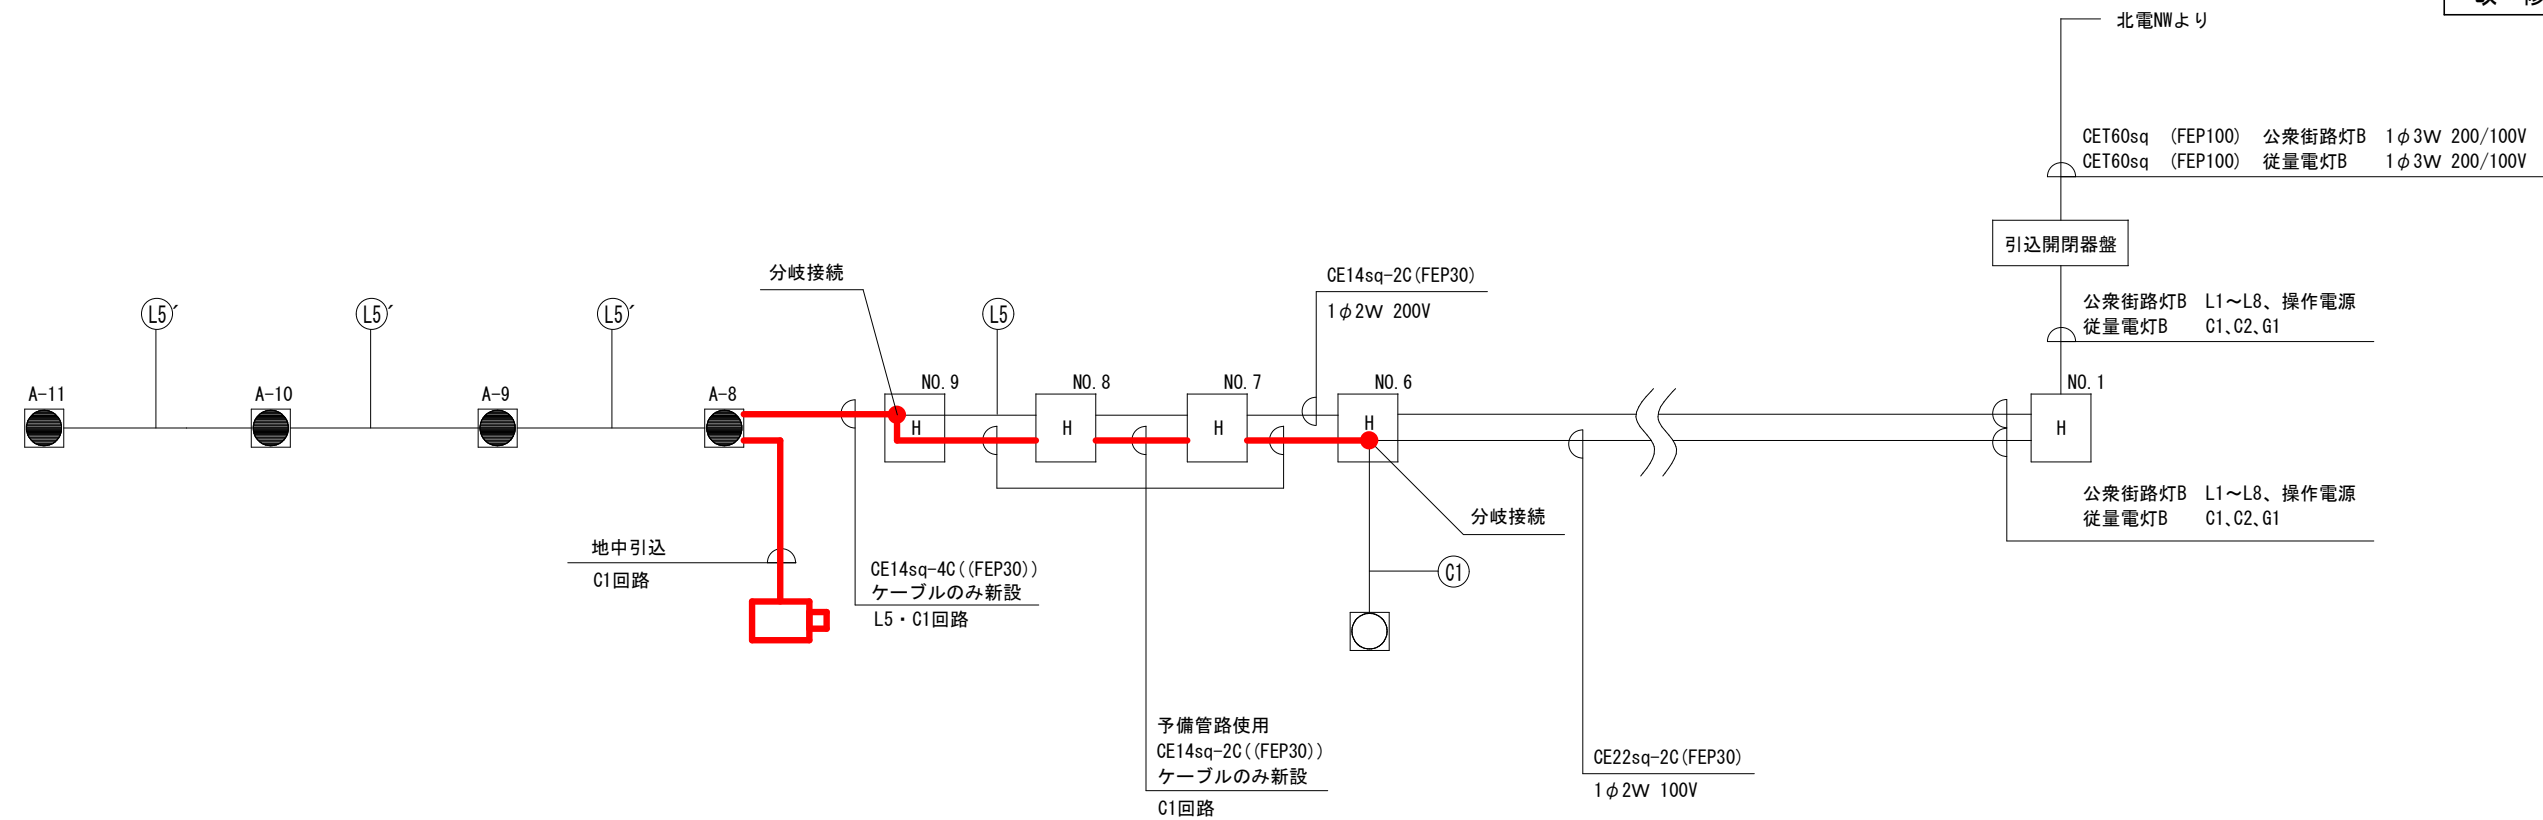 北電NWより
CET60sq (FEP100) 公衆街路灯B 1φ3W 200/100V
CET60sq (FEP100) 従量電灯B 1φ3W 200/100V
引込開閉器盤
分岐接続
CE14sq-2C(FEP30)
1φ2W 200V
公衆街路灯B L1～L8、操作電源
従量電灯B C1、C2、G1
L5´
L5´
L5´
L5
A-11
A-10
A-9
A-8
NO.9
NO.8
NO.7
NO.6
NO.1
H
H
H
H
H
公衆街路灯B L1～L8、操作電源
従量電灯B C1、C2、G1
分岐接続
地中引込
C1回路
CE14sq-4C((FEP30))
ケーブルのみ新設
L5・C1回路
C1
予備管路使用
CE14sq-2C((FEP30))
ケーブルのみ新設
C1回路
CE22sq-2C(FEP30)
1φ2W 100V